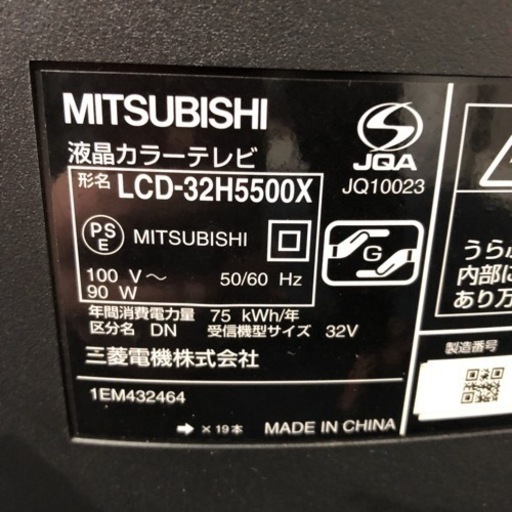 MITSUBISHI
液晶カラーテレビ
形名 LCD-32H5500X
PS
E MITSUBISHI
100 V～ 50/60 Hz
90 W
年間消費電力量 75 kWh/年
区分名 DN 受信機型サイズ 32V
三菱電機株式会社
1EM432464
➡ ×19本 MADE IN CHINA
S
JQA
JQ10023
G
うらぶ
内部に
あり万
製造番号